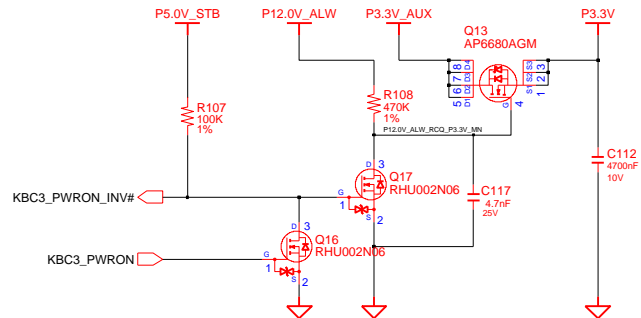 P5.0V_STB
P12.0V_ALW
P3.3V_AUX
P3.3V
Q13
AP6680AGM
8 D4
7 D3
6 D2
5 D1
S3 3
S2 2
S1 1
G 4
R107
100K
1%
R108
470K
1%
P12.0V_ALW_RCQ_P3.3V_MN
C112
4700nF
10V
D 3
Q17
RHU002N06
G
1
S
2
C117
4.7nF
25V
KBC3_PWRON_INV#
D 3
Q16
RHU002N06
G
1
S
2
KBC3_PWRON